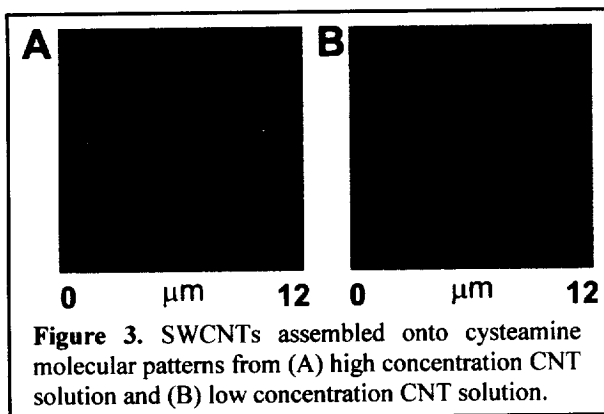 A B
0 μm 12 0 μm 12
Figure 3. SWCNTs assembled onto cysteamine
molecular patterns from (A) high concentration CNT
solution and (B) low concentration CNT solution.